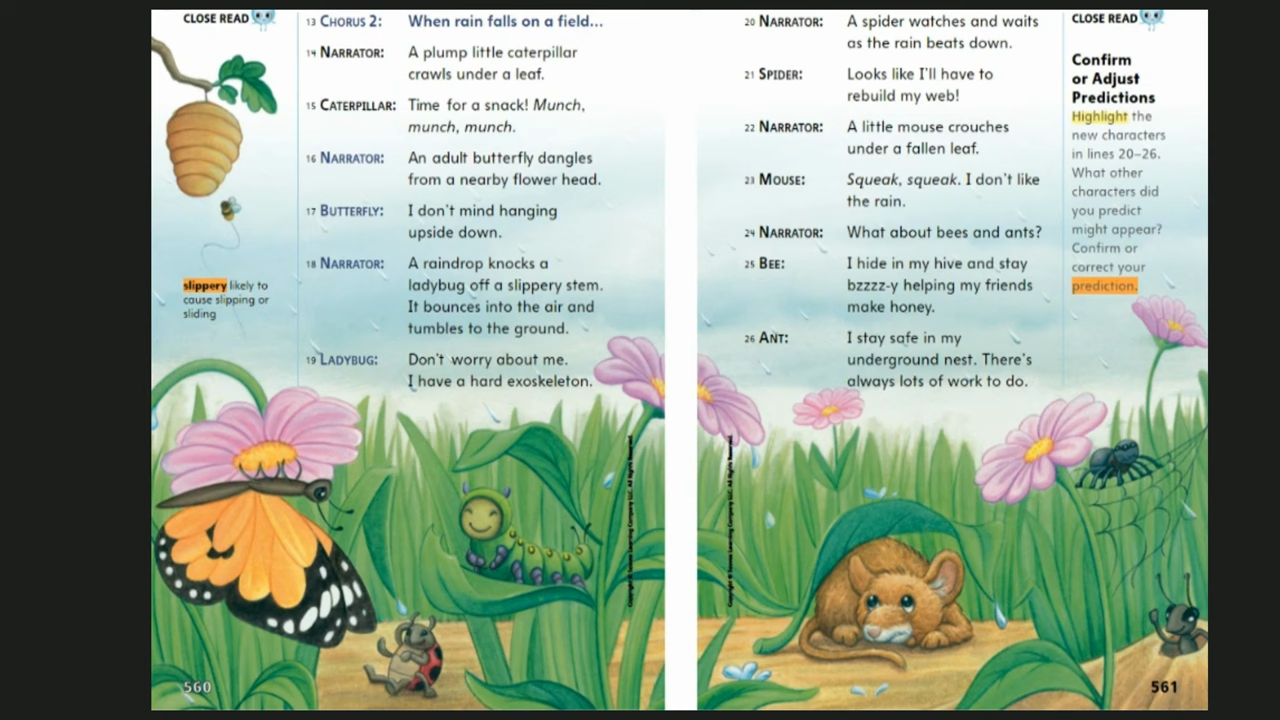 CLOSE READ
13 CHORUS 2: When rain falls on a field...
14 NARRATOR: A plump little caterpillar
crawls under a leaf.
15 CATERPILLAR: Time for a snack! Munch,
munch, munch.
16 NARRATOR: An adult butterfly dangles
from a nearby flower head.
17 BUTTERFLY: I don't mind hanging
upside down.
18 NARRATOR: A raindrop knocks a
ladybug off a slippery stem.
It bounces into the air and
tumbles to the ground.
19 LADYBUG: Don't worry about me.
I have a hard exoskeleton.
slippery likely to
cause slipping or
sliding
560
20 NARRATOR: A spider watches and waits
as the rain beats down.
21 SPIDER: Looks like I'll have to
rebuild my web!
22 NARRATOR: A little mouse crouches
under a fallen leaf.
23 MOUSE: Squeak, squeak. I don't like
the rain.
24 NARRATOR: What about bees and ants?
25 BEE: I hide in my hive and stay
bzzzz-y helping my friends
make honey.
26 ANT: I stay safe in my
underground nest. There's
always lots of work to do.
CLOSE READ
Confirm
or Adjust
Predictions
Highlight the
new characters
in lines 20–26.
What other
characters did
you predict
might appear?
Confirm or
correct your
prediction.
561